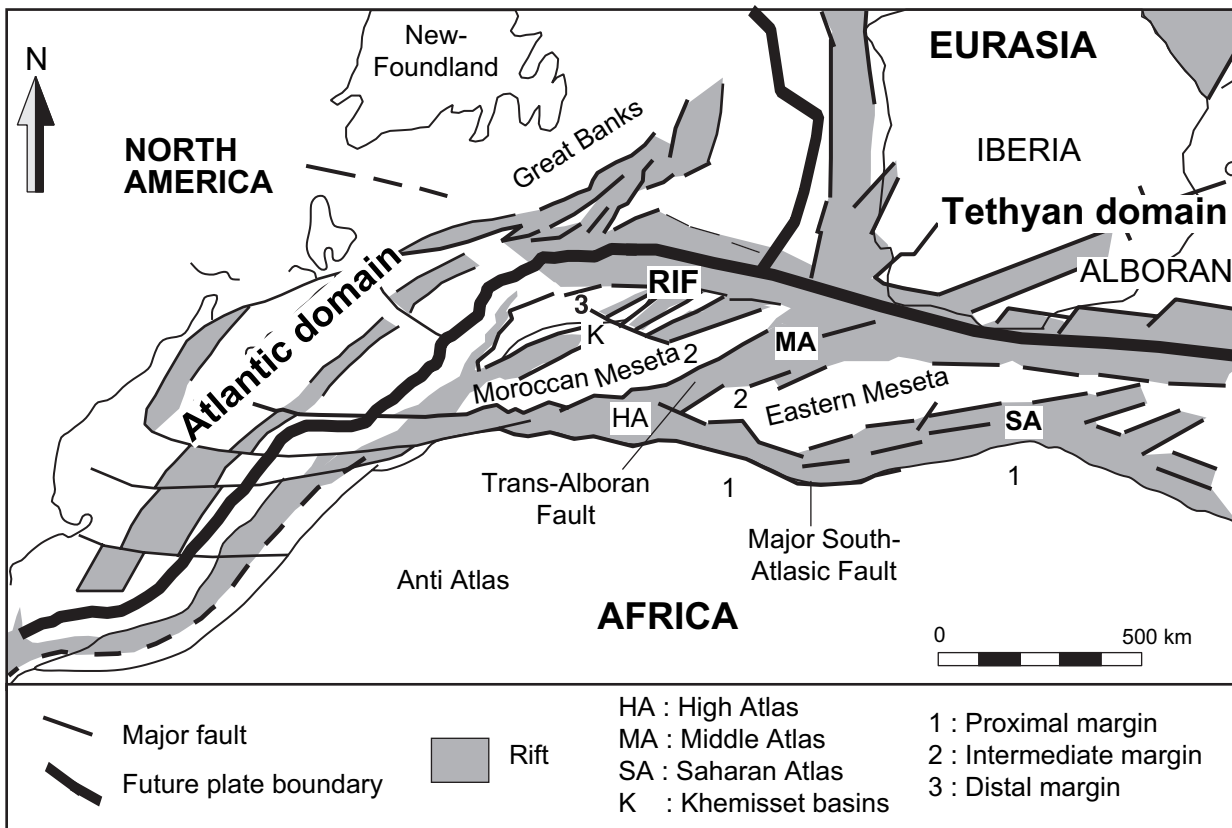 New-
Foundland
EURASIA
N
Great Banks
NORTH
AMERICA
IBERIA
Tethyan domain
Atlantic domain
ALBORAN
RIF
3
K
MA
2
Moroccan Meseta
2
Eastern Meseta
HA
SA
Trans-Alboran
Fault
1
1
Major South-
Atlasic Fault
Anti Atlas
AFRICA
0
500 km
Major fault
Future plate boundary
Rift
HA : High Atlas
MA : Middle Atlas
SA : Saharan Atlas
K : Khemisset basins
1 : Proximal margin
2 : Intermediate margin
3 : Distal margin